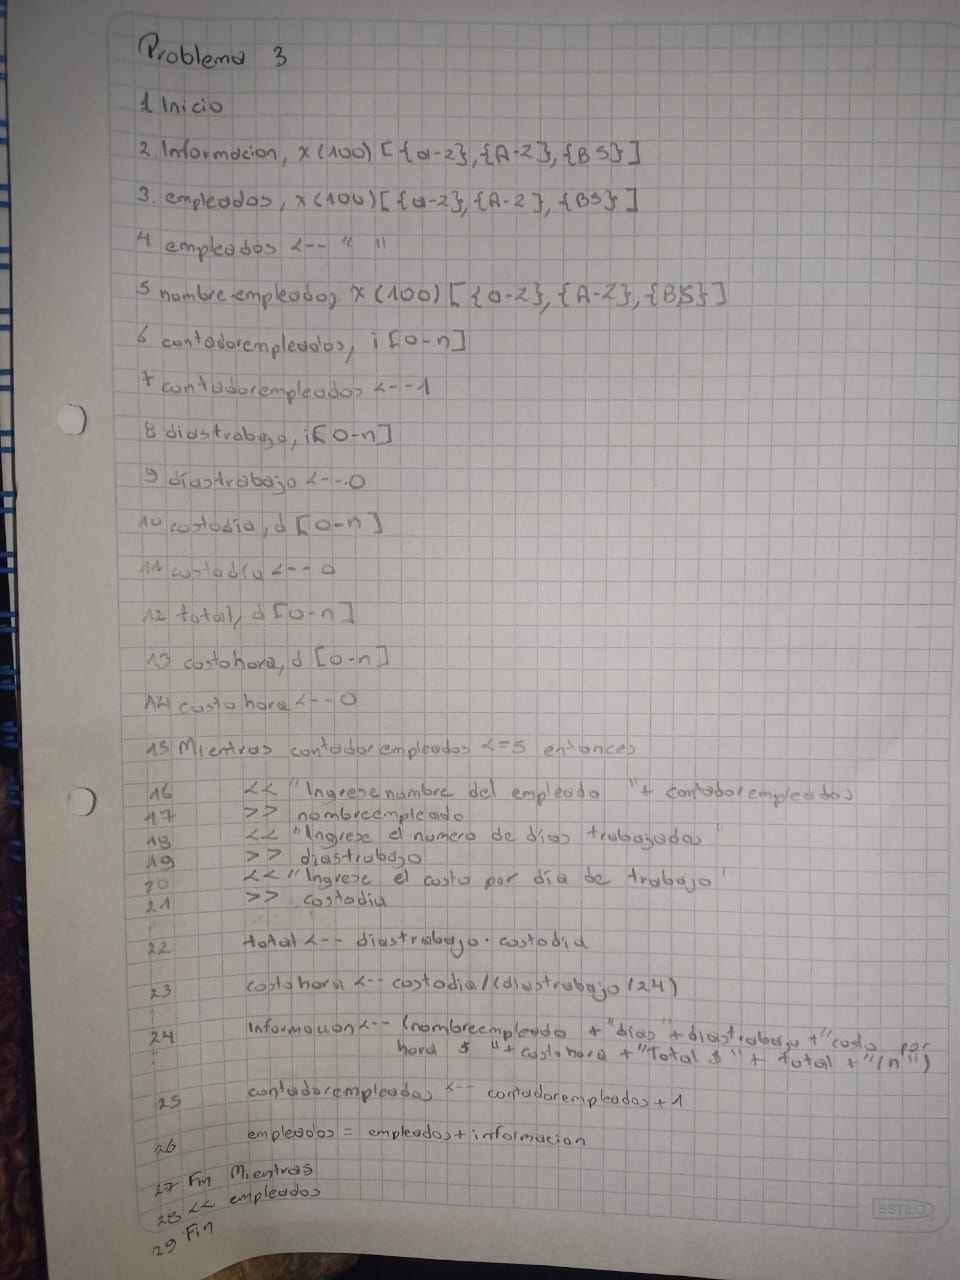 Problema 3
1 Inicio
2. Informacion, x(100) [{a-z},{A-Z},{BS}]
3. empleados, x(100)[{a-z},{A-Z},{BS}]
4 empleados <-- " "
5 nombre empleado, x(100)[{a-z},{A-Z},{BS}]
6 contadorempleados, i [0-n]
7 contadorempleados <--1
8 diastrabajo, i[0-n]
9 diastrabajo <--0
10 costodia, d [0-n]
11 costodia <-- 0
12 total, d [0-n]
13 costohora, d [0-n]
14 costohora <--0
15 Mientras contadorempleados <=5 entonces
16 << "Ingrese nombre del empleado "+ contadorempleados
17 >> nombreempleado
18 << "Ingrese el numero de dias trabajados"
19 >> diastrabajo
20 << "Ingrese el costo por dia de trabajo"
21 >> costodia
22 total <-- diastrabajo · costodia
23 costohora <-- costodia/(diastrabajo/24)
24 Informacion<-- (nombreempleado + "dias" + diastrabajo + "costo por
hora $ "+ costohora + "Total $ "+ total + "/n")
25 contadorempleados <-- contadorempleados+1
26 empleados = empleados+informacion
27 Fin Mientras
28 << empleados
29 Fin
ESTILO